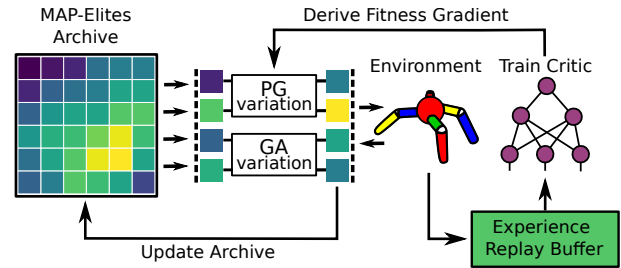 MAP-Elites
Archive
Derive Fitness Gradient
PG
variation
GA
variation
Environment
Train Critic
Update Archive
Experience
Replay Buffer